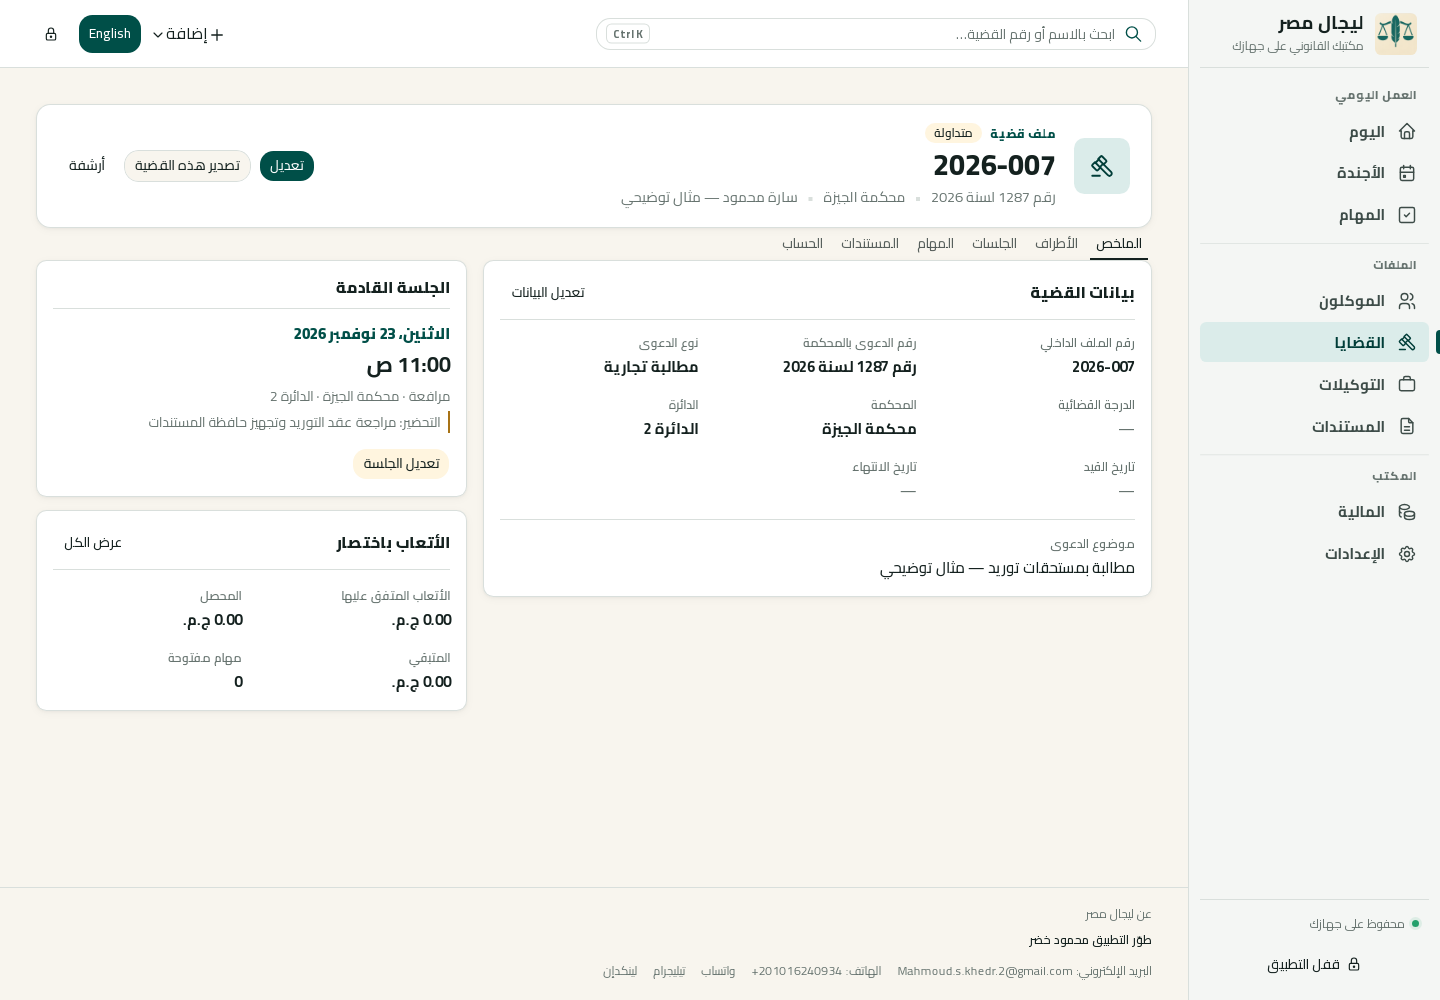 ليجال مصر
مكتبك القانوني على جهازك
العمل اليومي
اليوم
الأجندة
المهام
الملفات
الموكلون
القضايا
التوكيلات
المستندات
المكتب
المالية
الإعدادات
محفوظ على جهازك
قفل التطبيق
ابحث بالاسم أو رقم القضية...
CtrlK
إضافة
English
ملف قضية
متداولة
2026-007
رقم 1287 لسنة 2026 • محكمة الجيزة • سارة محمود — مثال توضيحي
تعديل
تصدير هذه القضية
أرشفة
الملخص الأطراف الجلسات المهام المستندات الحساب
بيانات القضية
تعديل البيانات
رقم الملف الداخلي
2026-007
رقم الدعوى بالمحكمة
رقم 1287 لسنة 2026
نوع الدعوى
مطالبة تجارية
الدرجة القضائية
—
المحكمة
محكمة الجيزة
الدائرة
الدائرة 2
تاريخ القيد
—
تاريخ الانتهاء
—
موضوع الدعوى
مطالبة بمستحقات توريد — مثال توضيحي
الجلسة القادمة
الاثنين، 23 نوفمبر 2026
11:00 ص
مرافعة · محكمة الجيزة · الدائرة 2
التحضير: مراجعة عقد التوريد وتجهيز حافظة المستندات
تعديل الجلسة
الأتعاب باختصار
عرض الكل
الأتعاب المتفق عليها
0.00 ج.م.
المحصل
0.00 ج.م.
المتبقي
0.00 ج.م.
مهام مفتوحة
0
عن ليجال مصر
طوّر التطبيق محمود خضر
البريد الإلكتروني: Mahmoud.s.khedr.2@gmail.com الهاتف: 201016240934+ واتساب تيليجرام لينكدإن